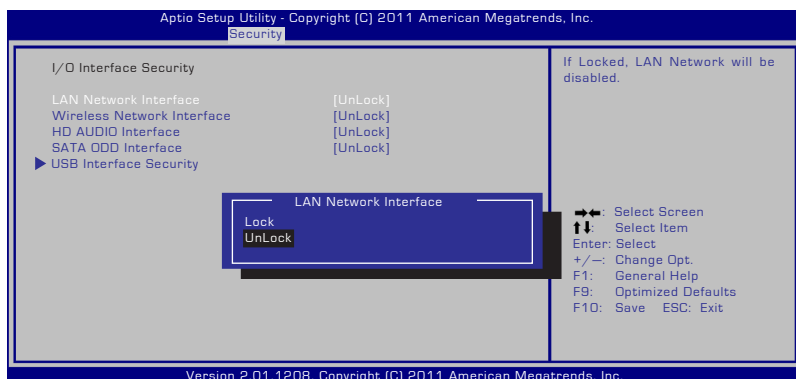 Aptio Setup Utility - Copyright (C) 2011 American Megatrends, Inc.
Security
I/O Interface Security
LAN Network Interface [UnLock]
Wireless Network Interface [UnLock]
HD AUDIO Interface [UnLock]
SATA ODD Interface [UnLock]
USB Interface Security
LAN Network Interface
Lock
UnLock
If Locked, LAN Network will be
disabled.
→←: Select Screen
↑↓: Select Item
Enter: Select
+/—: Change Opt.
F1: General Help
F9: Optimized Defaults
F10: Save ESC: Exit
Version 2.01.1208. Copyright (C) 2011 American Megatrends, Inc.